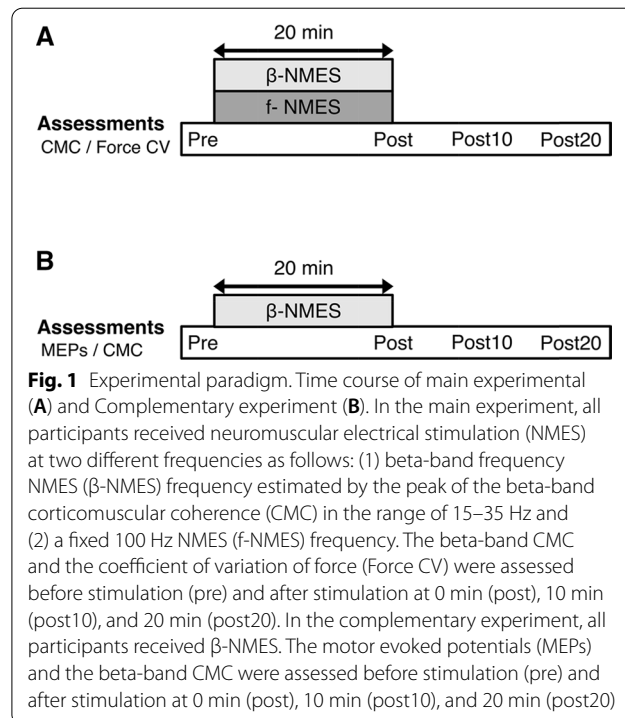 A
20 min
β-NMES
f- NMES
Assessments
CMC / Force CV
Pre Post Post10 Post20
B
20 min
β-NMES
Assessments
MEPs / CMC
Pre Post Post10 Post20
Fig. 1 Experimental paradigm. Time course of main experimental
(A) and Complementary experiment (B). In the main experiment, all
participants received neuromuscular electrical stimulation (NMES)
at two different frequencies as follows: (1) beta-band frequency
NMES (β-NMES) frequency estimated by the peak of the beta-band
corticomuscular coherence (CMC) in the range of 15–35 Hz and
(2) a fixed 100 Hz NMES (f-NMES) frequency. The beta-band CMC
and the coefficient of variation of force (Force CV) were assessed
before stimulation (pre) and after stimulation at 0 min (post), 10 min
(post10), and 20 min (post20). In the complementary experiment, all
participants received β-NMES. The motor evoked potentials (MEPs)
and the beta-band CMC were assessed before stimulation (pre) and
after stimulation at 0 min (post), 10 min (post10), and 20 min (post20)